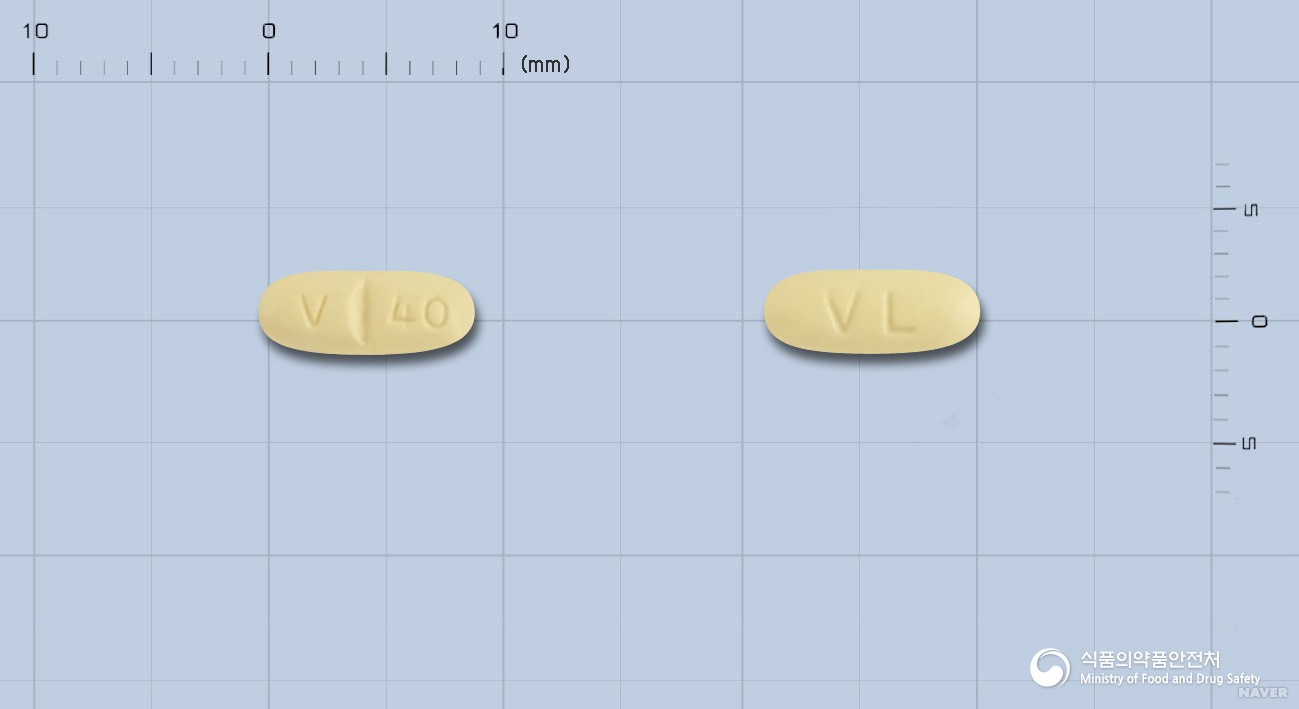 10 0 10
(mm)
5
V 40 VL
0
5
식품의약품안전처
Ministry of Food and Drug Safety
NAVER